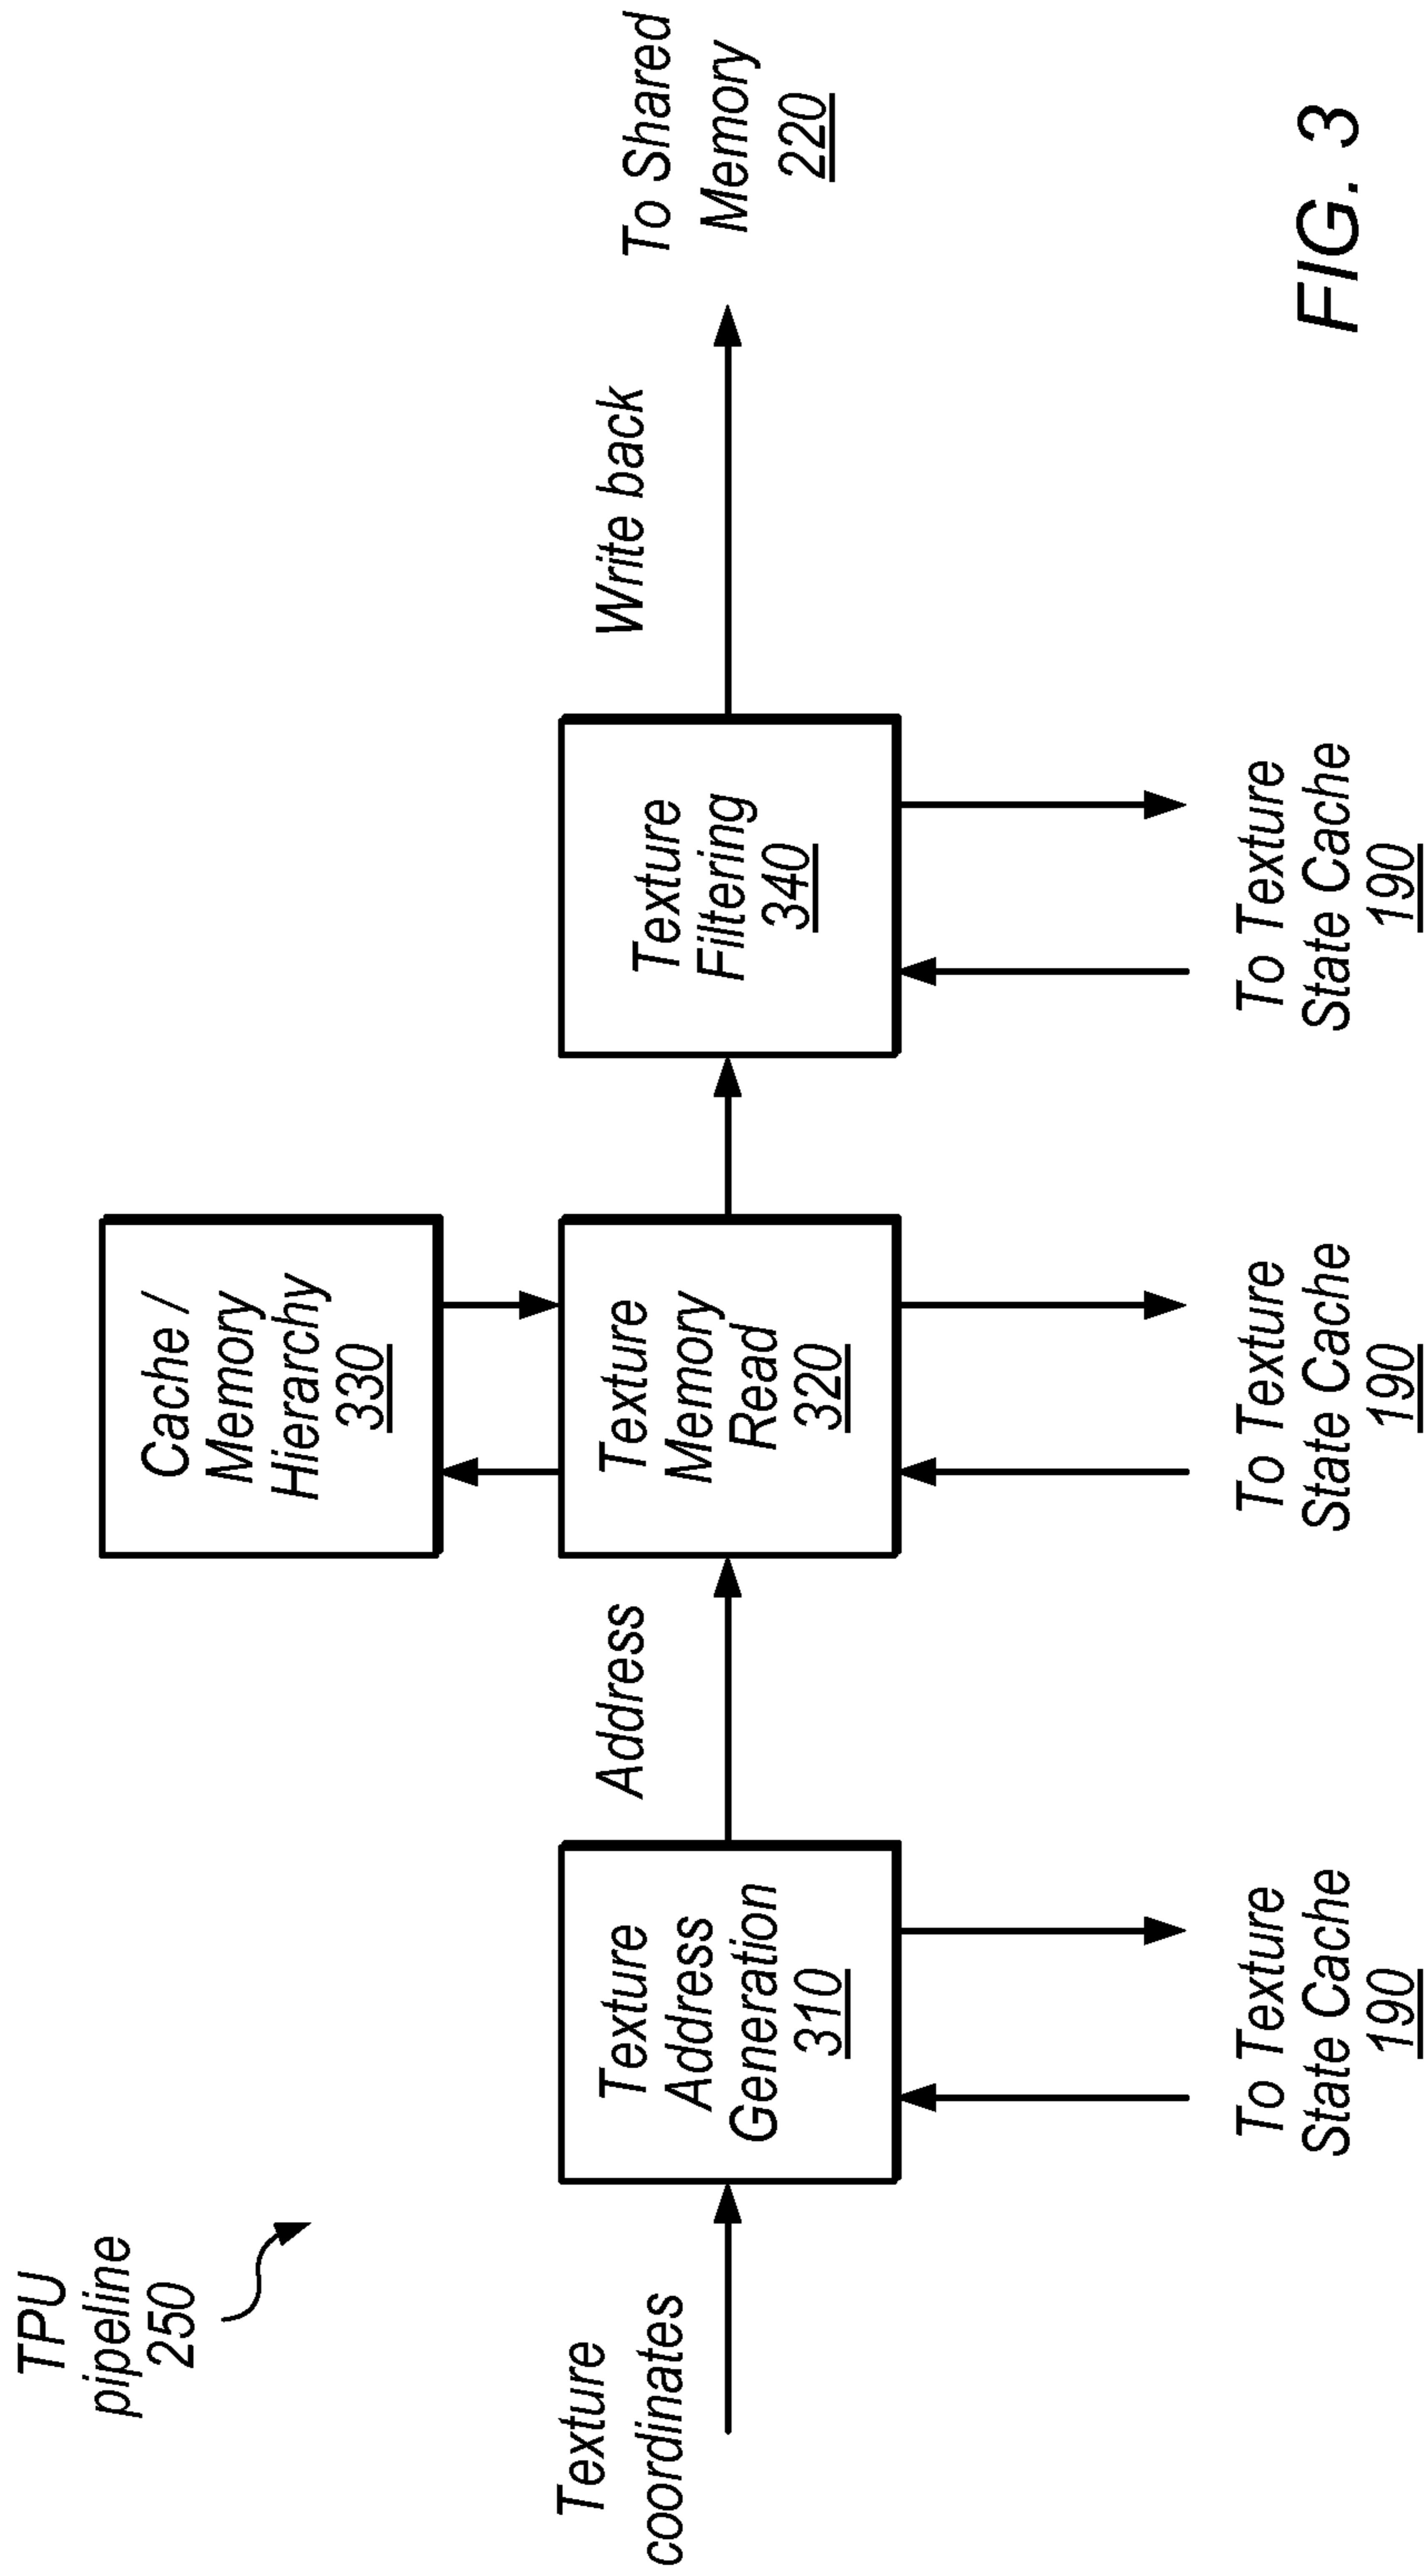 TPU
pipeline
250
Texture
coordinates
Texture
Address
Generation
310
To Texture
State Cache
190
Address
Cache /
Memory
Hierarchy
330
Texture
Memory
Read
320
To Texture
State Cache
190
Texture
Filtering
340
To Texture
State Cache
190
Write back
To Shared
Memory
220
FIG. 3